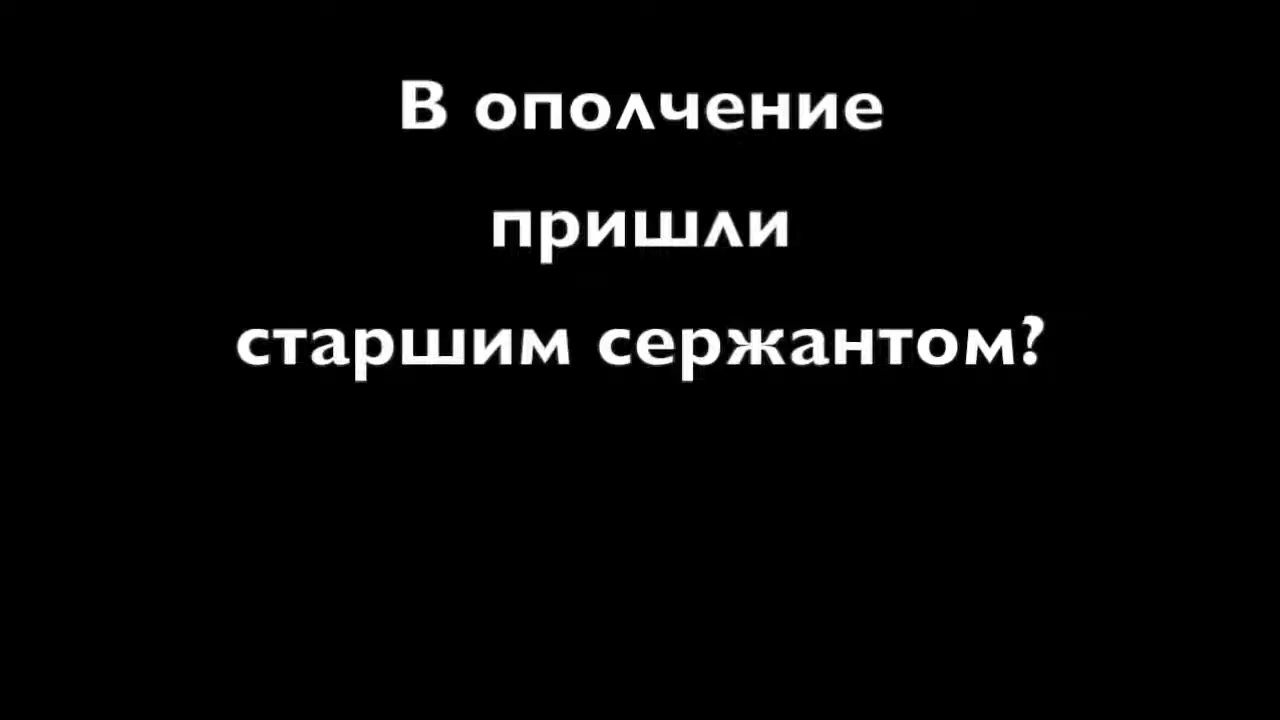 В ополчение
пришли
старшим сержантом?